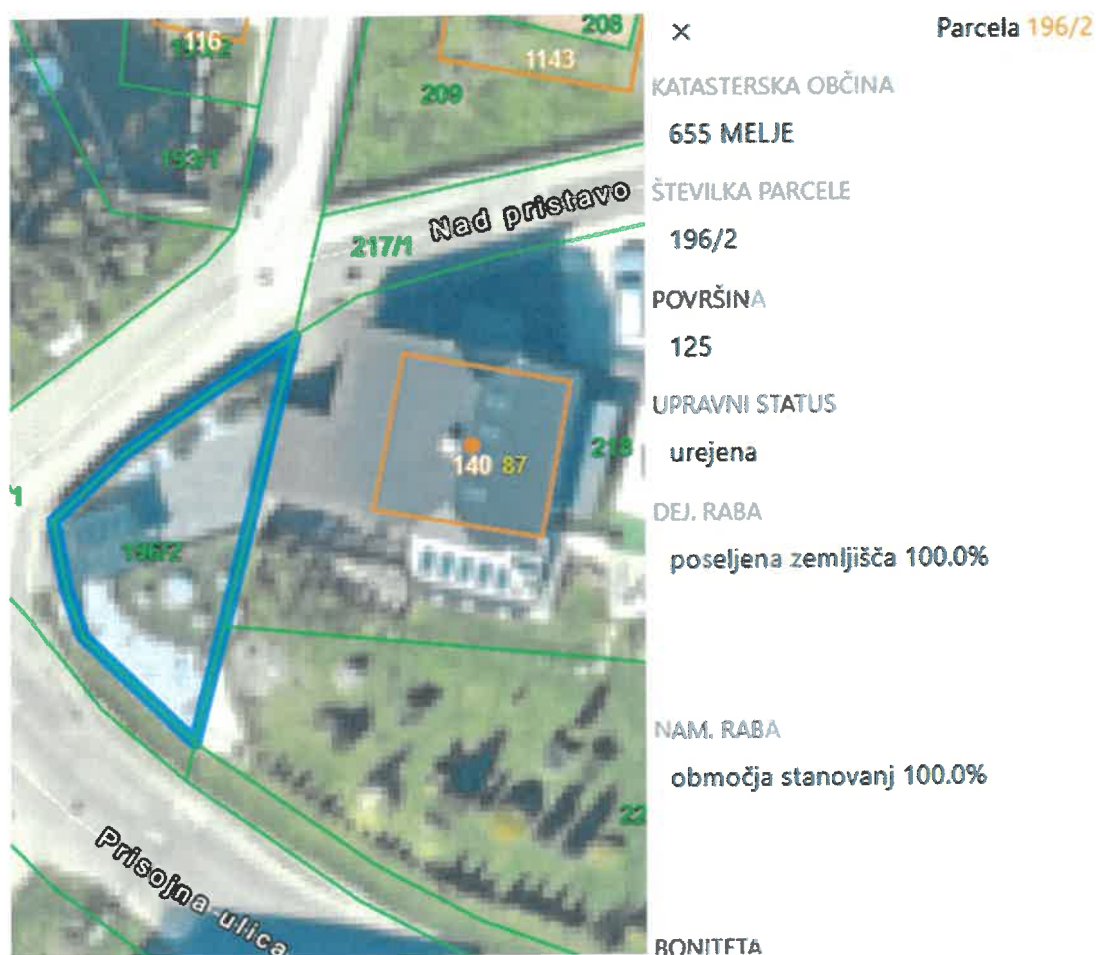 116
208
1143
209
193/1
Nad pristavo
217/1
140 87
218
196/2
Prisojna ulica
×
Parcela 196/2
KATASTERSKA OBČINA
655 MELJE
ŠTEVILKA PARCELE
196/2
POVRŠINA
125
UPRAVNI STATUS
urejena
DEJ. RABA
poseljena zemljišča 100.0%
NAM. RABA
območja stanovanj 100.0%
BONITETA